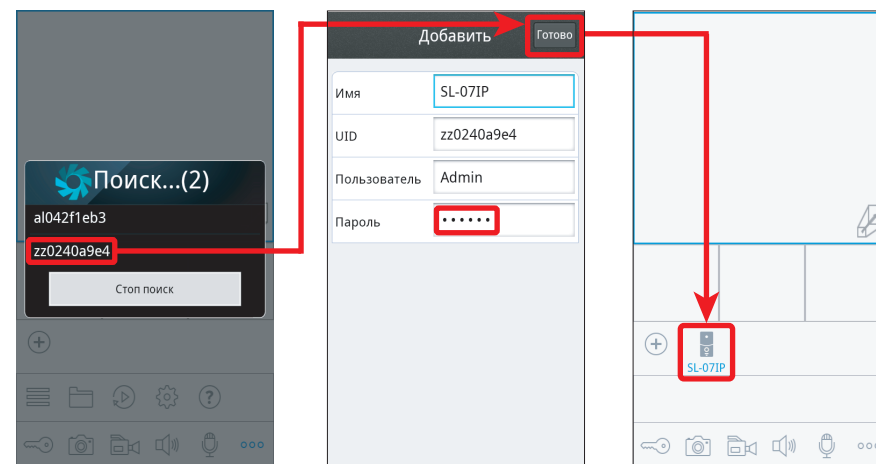 Поиск...(2)
al042f1eb3
zz0240a9e4
Стоп поиск
Добавить
Готово
Имя
SL-07IP
UID
zz0240a9e4
Пользователь
Admin
Пароль
••••••
SL-07IP